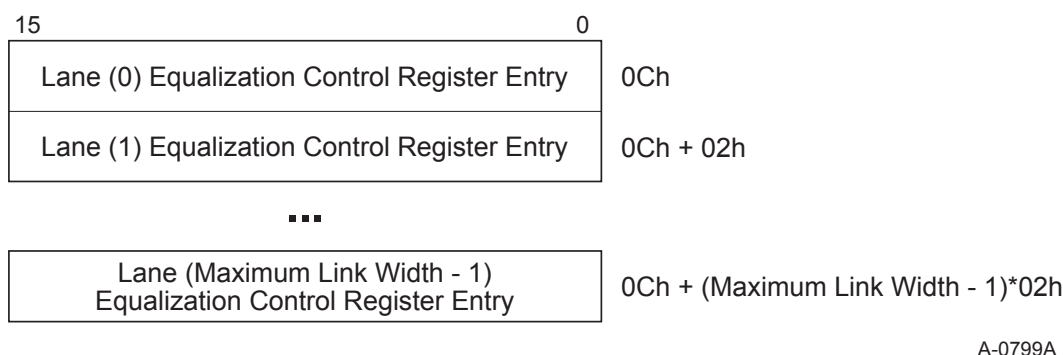 15 0
Lane (0) Equalization Control Register Entry 0Ch
Lane (1) Equalization Control Register Entry 0Ch + 02h
...
Lane (Maximum Link Width - 1)
Equalization Control Register Entry 0Ch + (Maximum Link Width - 1)*02h
A-0799A